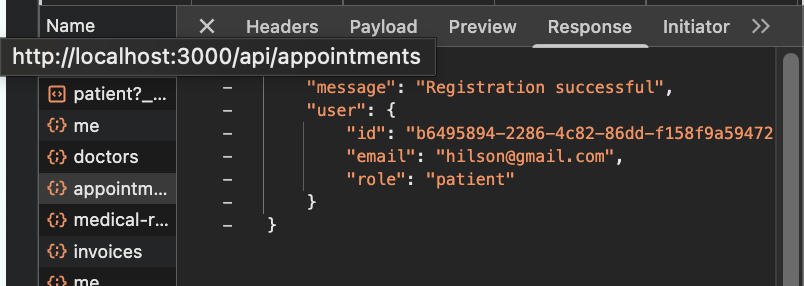 Name
Headers Payload Preview Response Initiator
http://localhost:3000/api/appointments
patient?_...
me
doctors
appointm...
medical-r...
invoices
me
"message": "Registration successful",
"user": {
"id": "b6495894-2286-4c82-86dd-f158f9a59472
"email": "hilson@gmail.com",
"role": "patient"
}
}